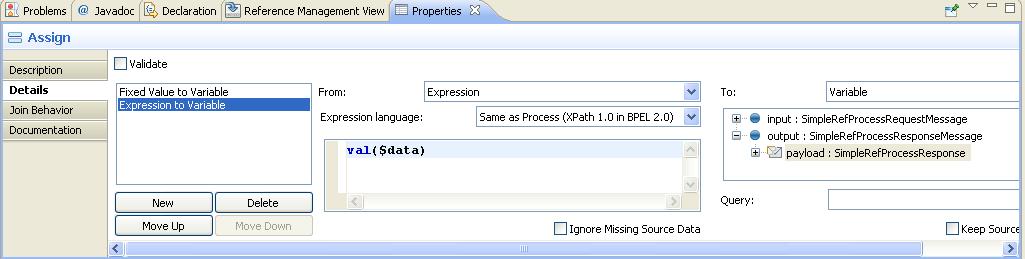 Problems @ Javadoc Declaration Reference Management View Properties
Assign
Description
Details
Join Behavior
Documentation
Validate
Fixed Value to Variable
Expression to Variable
New Delete
Move Up Move Down
From: Expression
Expression language: Same as Process (XPath 1.0 in BPEL 2.0)
val($data)
Ignore Missing Source Data
To: Variable
input : SimpleRefProcessRequestMessage
output : SimpleRefProcessResponseMessage
payload : SimpleRefProcessResponse
Query:
Keep Source